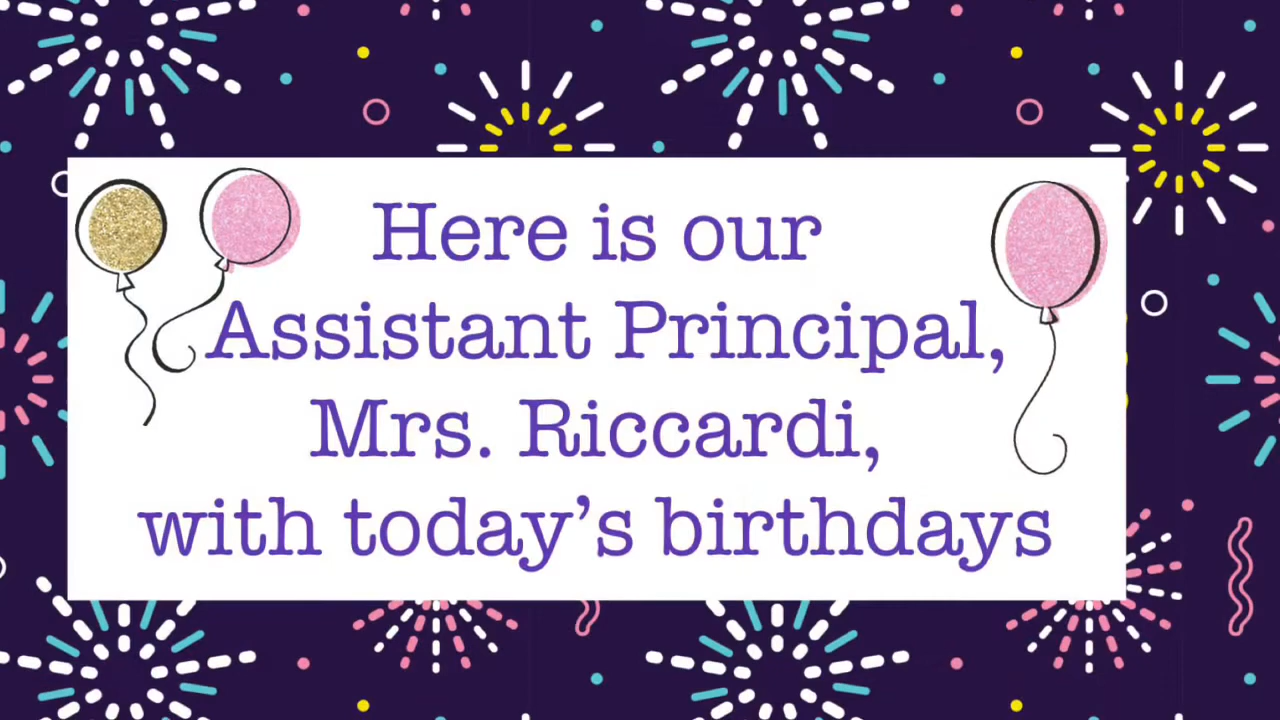 Here is our
Assistant Principal,
Mrs. Riccardi,
with today’s birthdays